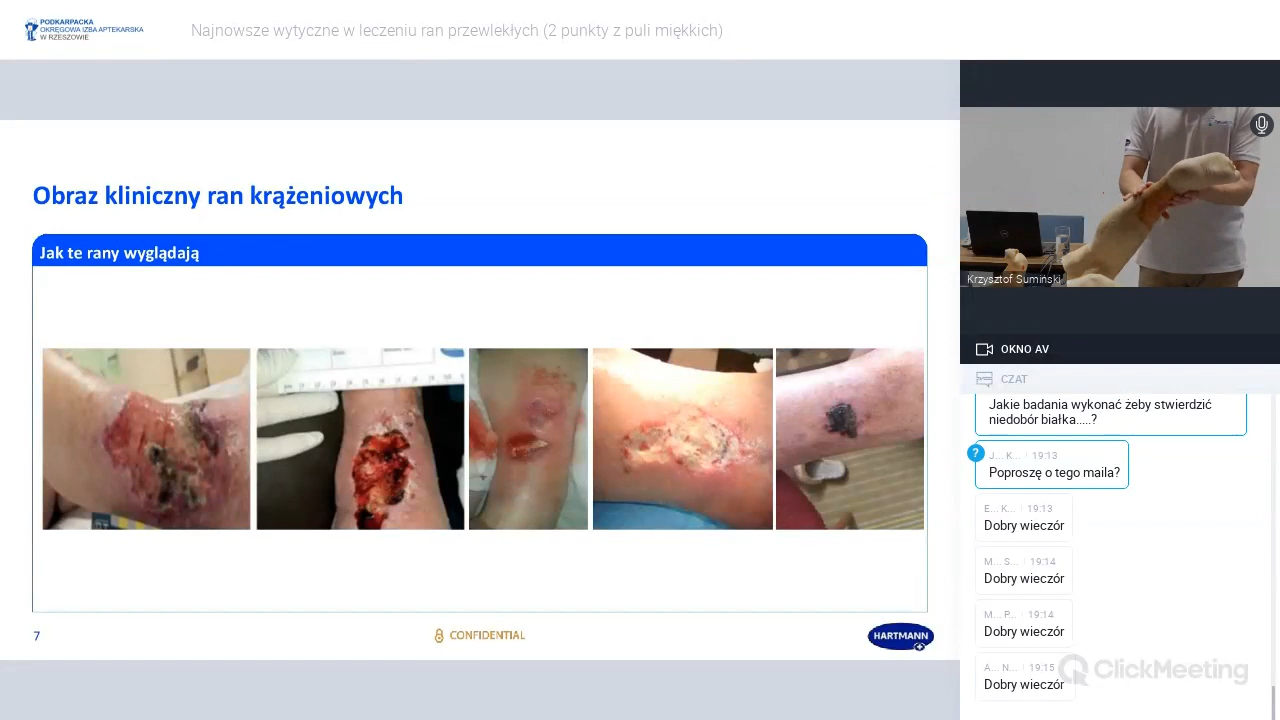 PODKARPACKA
OKRĘGOWA IZBA APTEKARSKA
W RZESZOWIE
Najnowsze wytyczne w leczeniu ran przewlekłych (2 punkty z puli miękkich)
Obraz kliniczny ran krążeniowych
Jak te rany wyglądają
7
CONFIDENTIAL
HARTMANN
Krzysztof Sumiński
OKNO AV
CZAT
Jakie badania wykonać żeby stwierdzić
niedobór białka.....?
?
J... K... 19:13
Poproszę o tego maila?
E... K... 19:13
Dobry wieczór
M... S... 19:14
Dobry wieczór
M... P... 19:14
Dobry wieczór
A... N... 19:15
Dobry wieczór
ClickMeeting